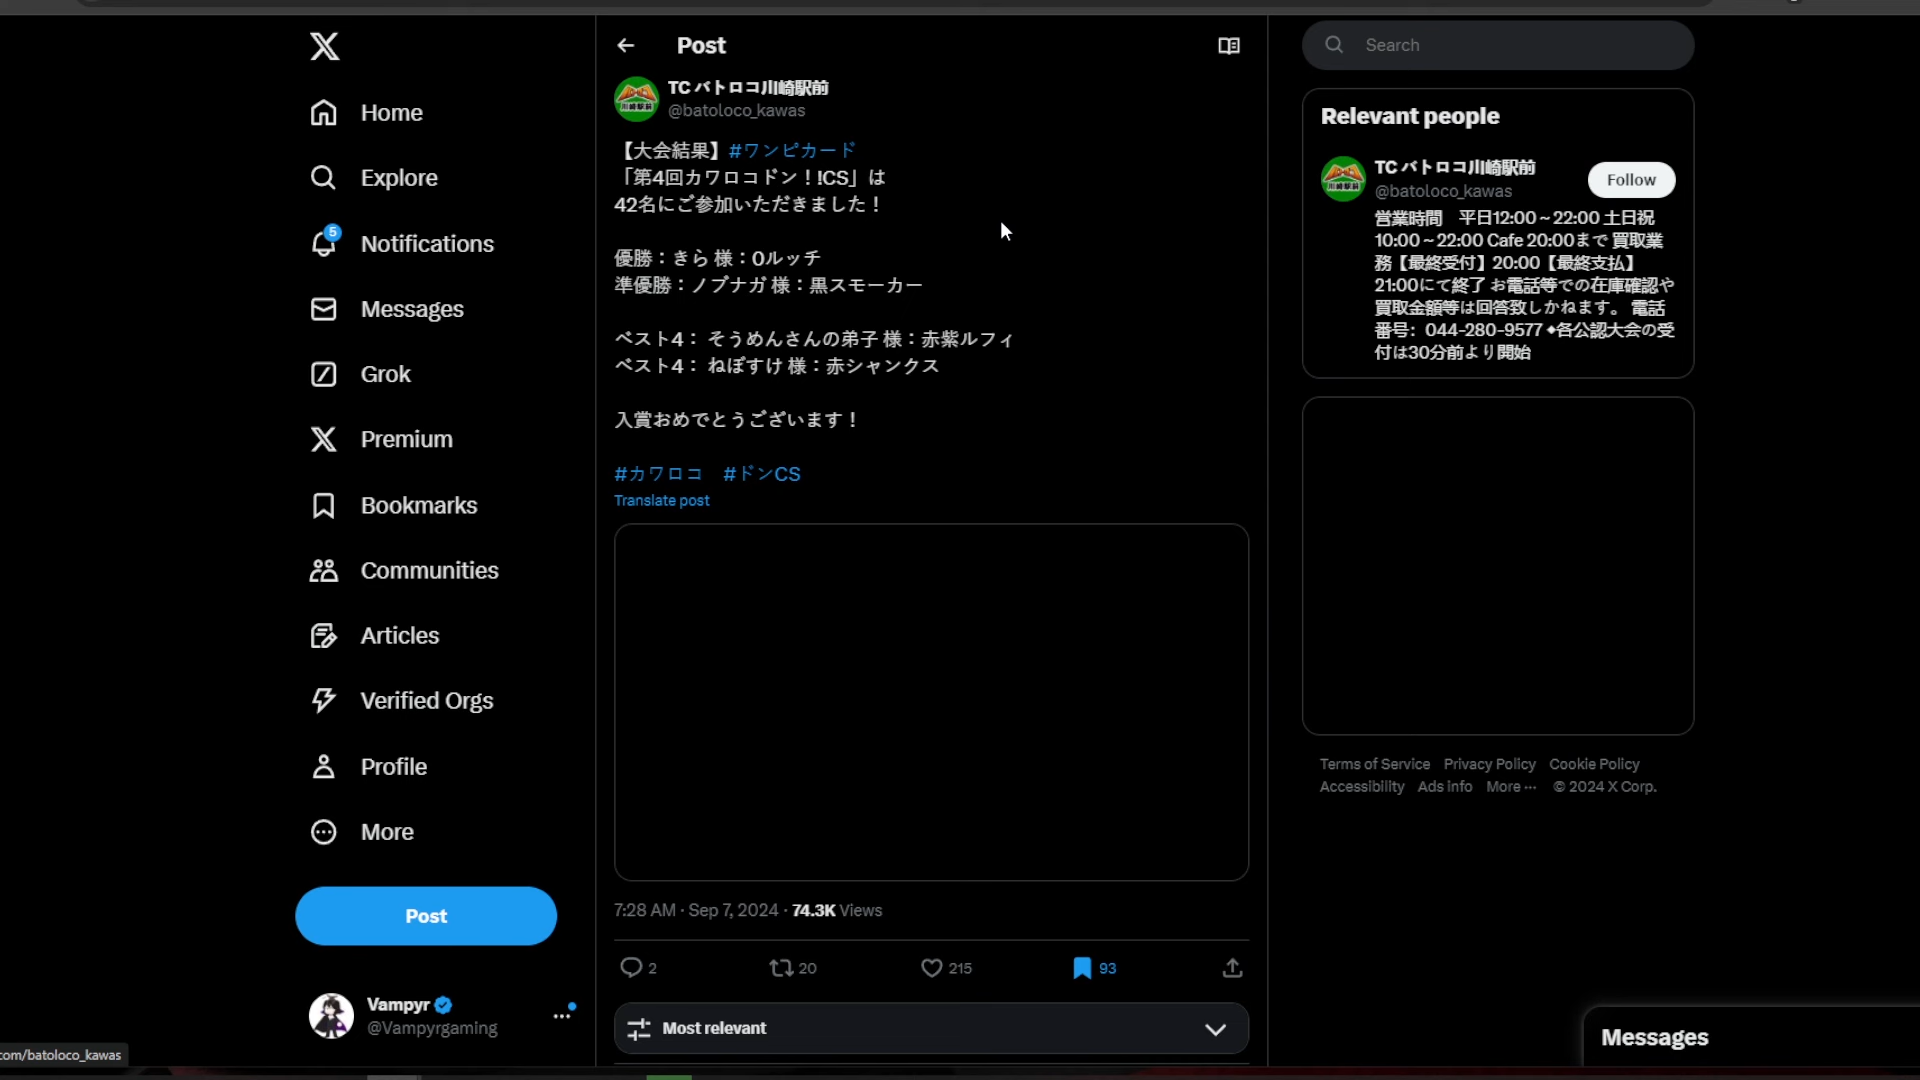 Home
Explore
5
Notifications
Messages
Grok
Premium
Bookmarks
Communities
Articles
Verified Orgs
Profile
More
Post
Vampyr
@Vampyrgaming
com/batoloco_kawas
Post
TC バトロコ川崎駅前
@batoloco_kawas
【大会結果】#ワンピカード
「第4回カワロコドン！!CS」は
42名にご参加いただきました！
優勝：きら 様：0ルッチ
準優勝：ノブナガ 様：黒スモーカー
ベスト4： そうめんさんの弟子 様：赤紫ルフィ
ベスト4： ねぼすけ 様：赤シャンクス
入賞おめでとうございます！
#カワロコ #ドンCS
Translate post
7:28 AM · Sep 7, 2024 · 74.3K Views
2 20 215 93
Most relevant
Search
Relevant people
TC バトロコ川崎駅前
@batoloco_kawas
Follow
営業時間 平日12:00～22:00 土日祝
10:00～22:00 Cafe 20:00まで 買取業
務【最終受付】20:00【最終支払】
21:00にて終了 お電話等での在庫確認や
買取金額等は回答致しかねます。 電話
番号：044-280-9577 ◆各公認大会の受
付は30分前より開始
Terms of Service Privacy Policy Cookie Policy
Accessibility Ads info More ··· © 2024 X Corp.
Messages